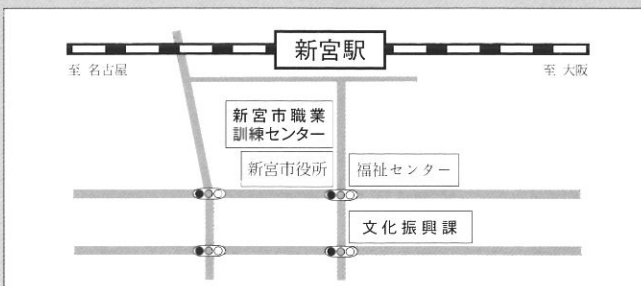 新宮駅
至 名古屋
至 大阪
新宮市職業
訓練センター
新宮市役所
福祉センター
文化振興課